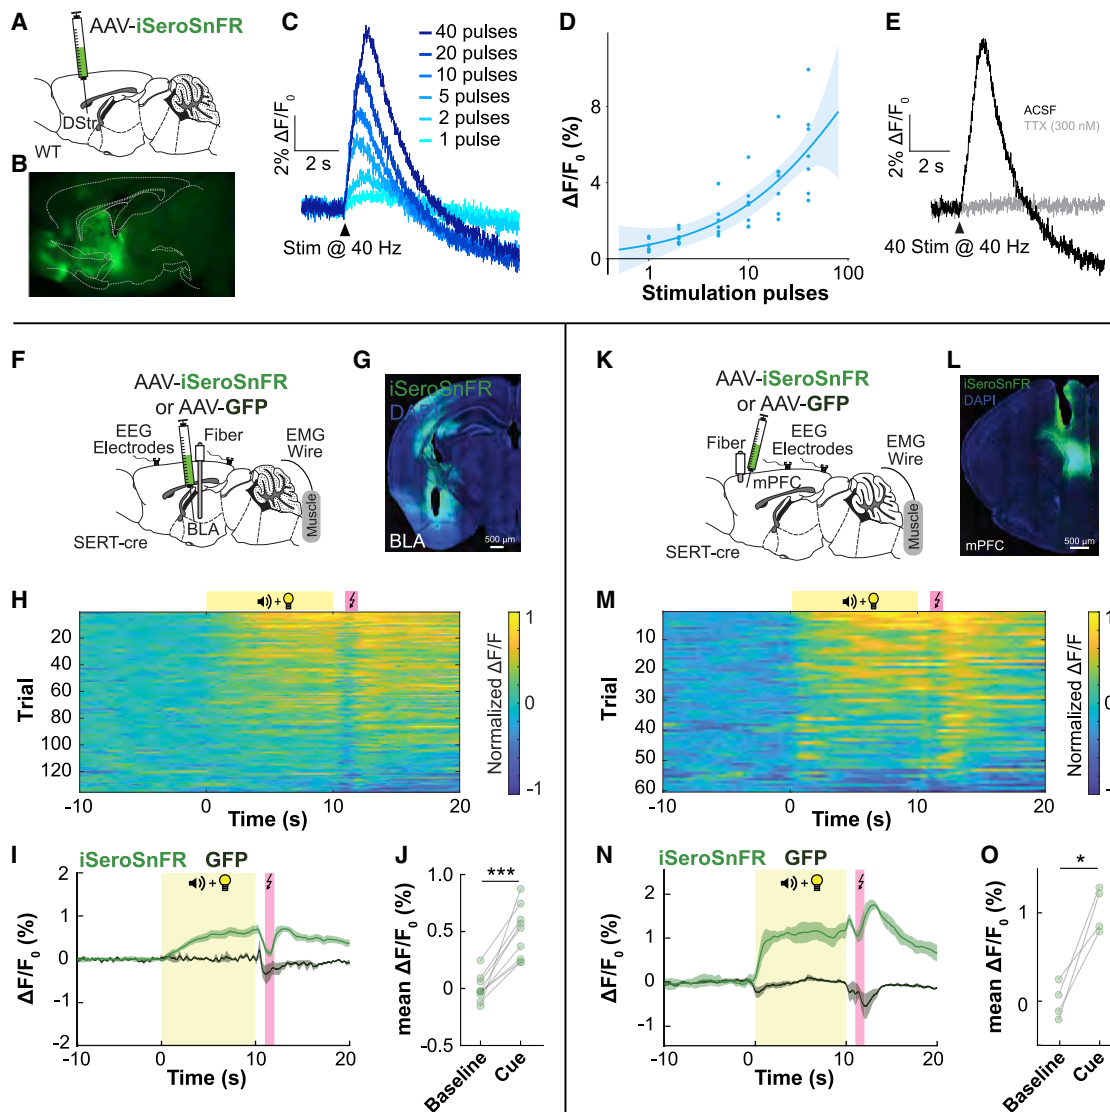 A
AAV-iSeroSnFR
DStr
WT
B
C
40 pulses
20 pulses
10 pulses
5 pulses
2 pulses
1 pulse
2% ΔF/F0
2 s
Stim @ 40 Hz
D
ΔF/F0 (%)
8
4
0
1
10
100
Stimulation pulses
E
ACSF
TTX (300 nM)
2% ΔF/F0
2 s
40 Stim @ 40 Hz
F
AAV-iSeroSnFR
or AAV-GFP
EEG
Electrodes
Fiber
EMG
Wire
Muscle
BLA
SERT-cre
G
iSeroSnFR
DAPI
BLA
500 µm
H
Trial
20
40
60
80
100
120
-10
0
10
20
Time (s)
1
0
-1
Normalized ΔF/F
I
iSeroSnFR GFP
ΔF/F0 (%)
2
1
0
-1
-2
-10
0
10
20
Time (s)
J
***
mean ΔF/F0 (%)
1.0
0.5
0
-0.5
Baseline
Cue
K
AAV-iSeroSnFR
or AAV-GFP
Fiber
EEG
Electrodes
EMG
Wire
mPFC
Muscle
SERT-cre
L
iSeroSnFR
DAPI
mPFC
500 µm
M
Trial
10
20
30
40
50
60
-10
0
10
20
Time (s)
1
0
Normalized ΔF/F
N
iSeroSnFR GFP
ΔF/F0 (%)
2
1
0
-1
-10
0
10
20
Time (s)
O
*
mean ΔF/F0 (%)
1
0
Baseline
Cue